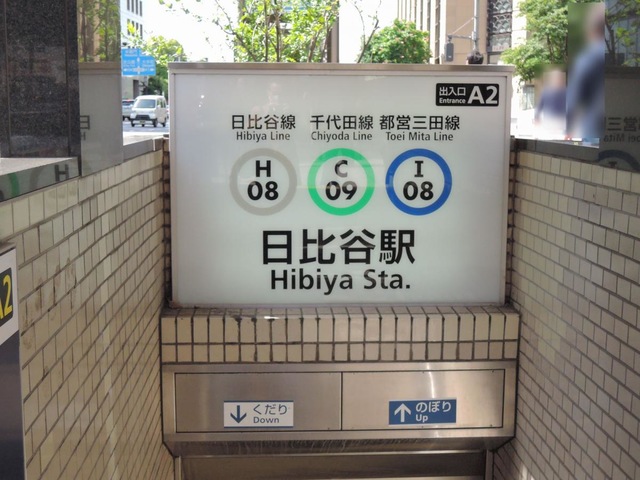 出入口
Entrance A2
日比谷線 千代田線 都営三田線
Hibiya Line Chiyoda Line Toei Mita Line
H C I
08 09 08
日比谷駅
Hibiya Sta.
くだり
Down
のぼり
Up